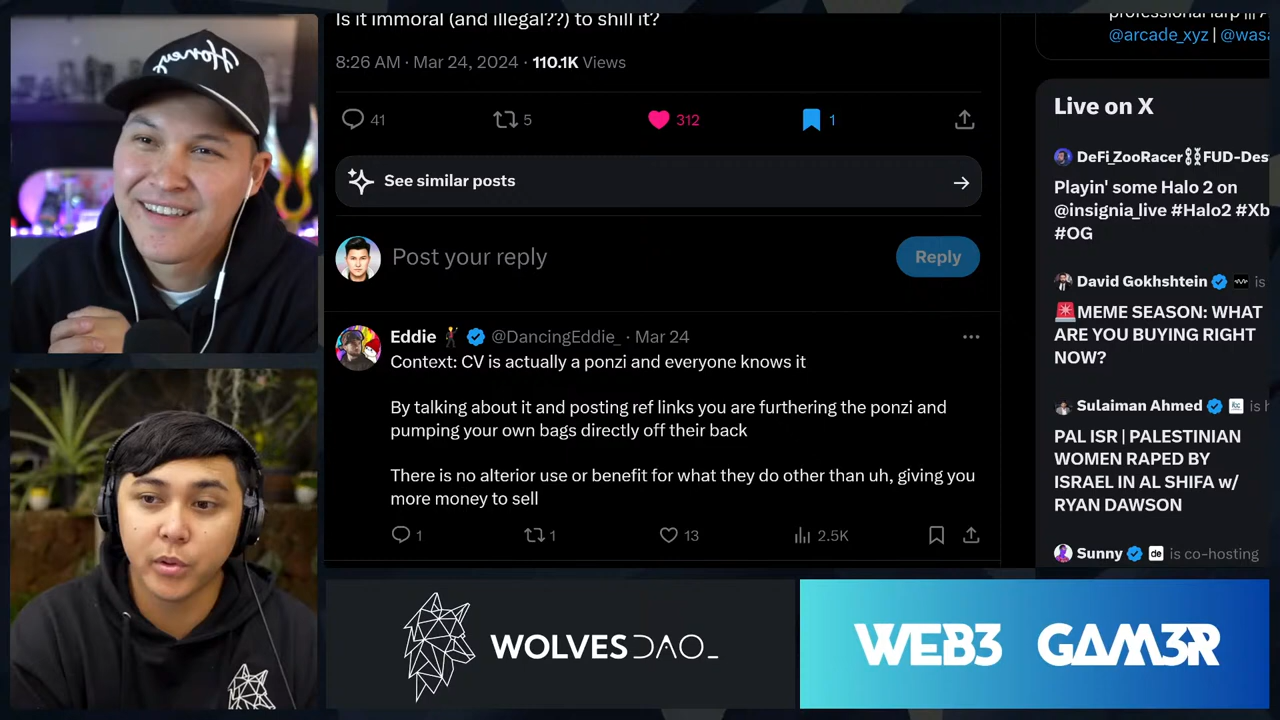 Honey
Is it immoral (and illegal??) to shill it?
8:26 AM · Mar 24, 2024 · 110.1K Views
41
5
312
1
See similar posts
Post your reply
Reply
Eddie @DancingEddie_ · Mar 24
Context: CV is actually a ponzi and everyone knows it
By talking about it and posting ref links you are furthering the ponzi and
pumping your own bags directly off their back
There is no alterior use or benefit for what they do other than uh, giving you
more money to sell
1
1
13
2.5K
@arcade_xyz |
Live on X
DeFi_ZooRacer FUD-Des
Playin' some Halo 2 on
@insignia_live #Halo2 #Xb
#OG
David Gokhshtein is
🚨MEME SEASON: WHAT
ARE YOU BUYING RIGHT
NOW?
Sulaiman Ahmed is h
PAL ISR | PALESTINIAN
WOMEN RAPED BY
ISRAEL IN AL SHIFA w/
RYAN DAWSON
Sunny de is co-hosting
WOLVES DAO_
WEB3 GAM3R